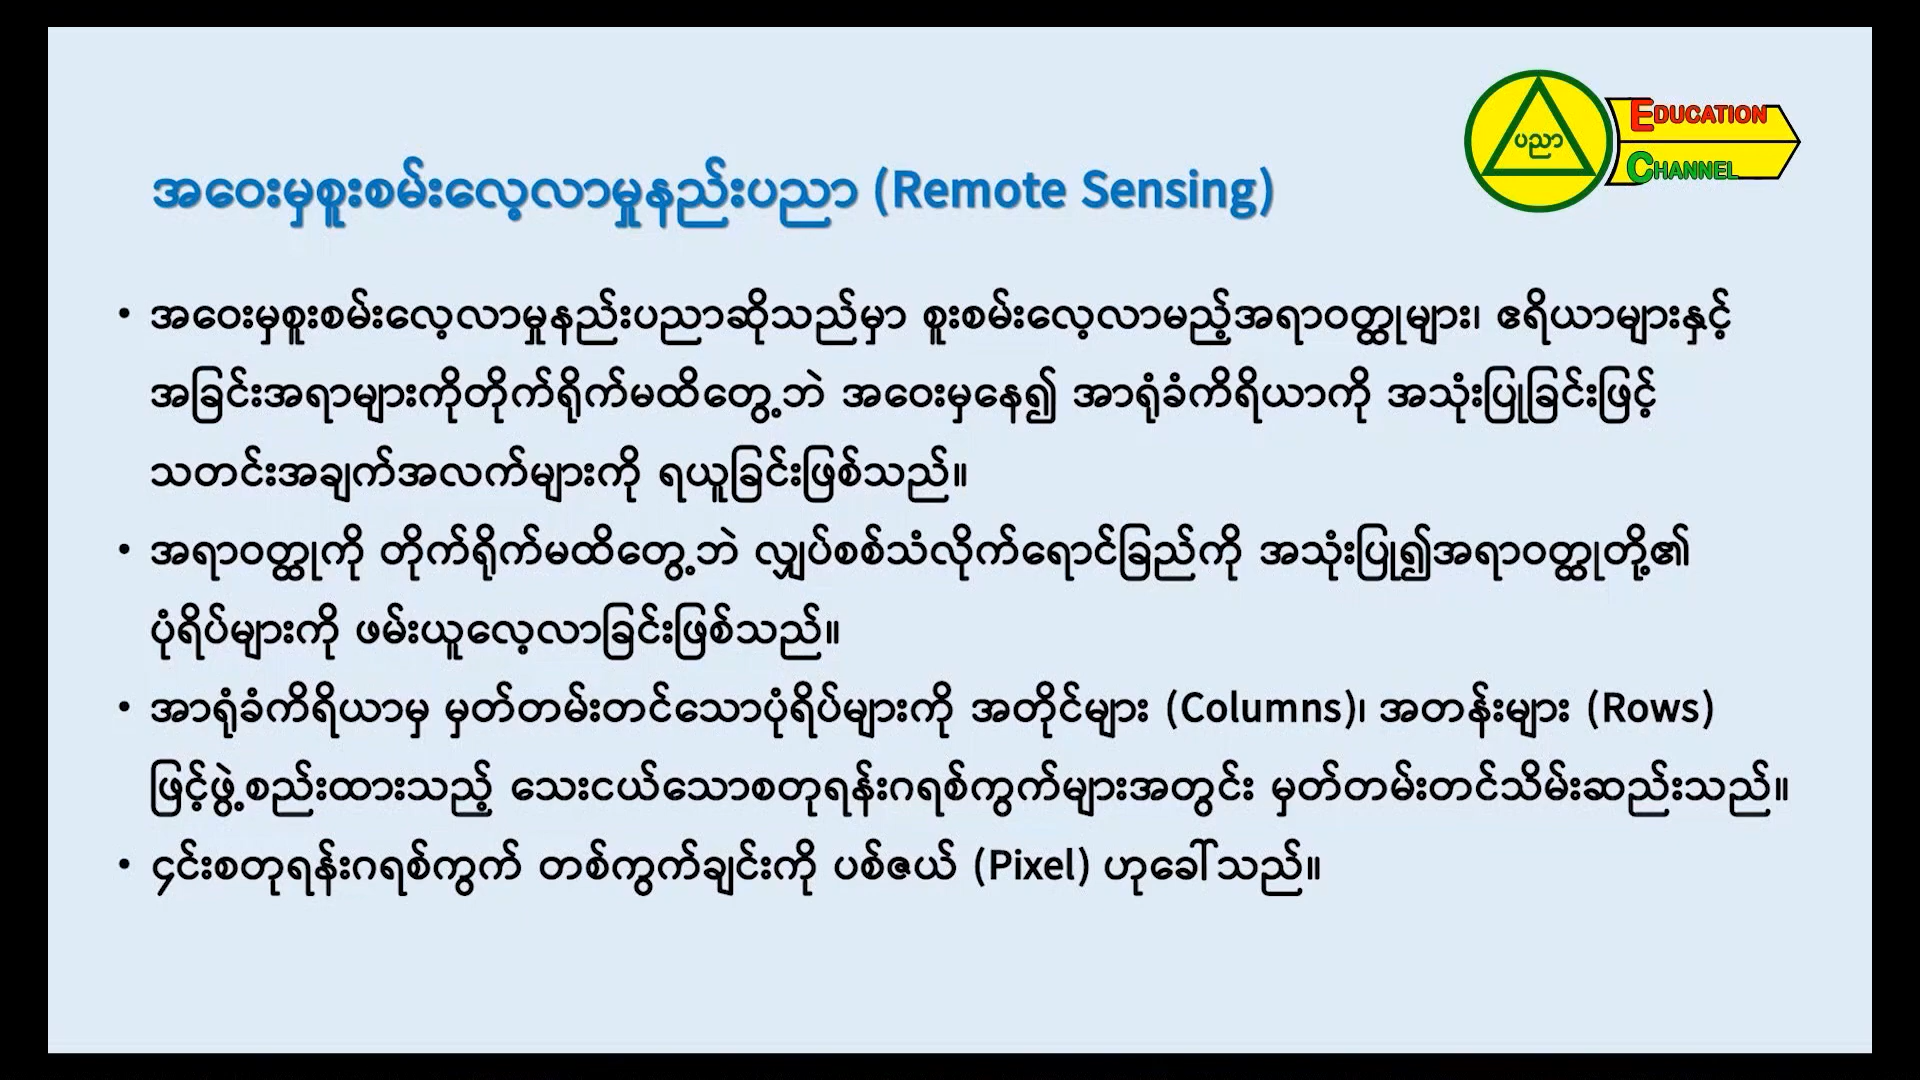 ပညာ
EDUCATION
CHANNEL
အဝေးမှစူးစမ်းလေ့လာမှုနည်းပညာ (Remote Sensing)
• အဝေးမှစူးစမ်းလေ့လာမှုနည်းပညာဆိုသည်မှာ စူးစမ်းလေ့လာမည့်အရာဝတ္ထုများ၊ ဧရိယာများနှင့်
အခြင်းအရာများကိုတိုက်ရိုက်မထိတွေ့ဘဲ အဝေးမှနေ၍ အာရုံခံကိရိယာကို အသုံးပြုခြင်းဖြင့်
သတင်းအချက်အလက်များကို ရယူခြင်းဖြစ်သည်။
• အရာဝတ္ထုကို တိုက်ရိုက်မထိတွေ့ဘဲ လျှပ်စစ်သံလိုက်ရောင်ခြည်ကို အသုံးပြု၍အရာဝတ္ထုတို့၏
ပုံရိပ်များကို ဖမ်းယူလေ့လာခြင်းဖြစ်သည်။
• အာရုံခံကိရိယာမှ မှတ်တမ်းတင်သောပုံရိပ်များကို အတိုင်များ (Columns)၊ အတန်းများ (Rows)
ဖြင့်ဖွဲ့စည်းထားသည့် သေးငယ်သောစတုရန်းဂရစ်ကွက်များအတွင်း မှတ်တမ်းတင်သိမ်းဆည်းသည်။
• ၄င်းစတုရန်းဂရစ်ကွက် တစ်ကွက်ချင်းကို ပစ်ဇယ် (Pixel) ဟုခေါ်သည်။